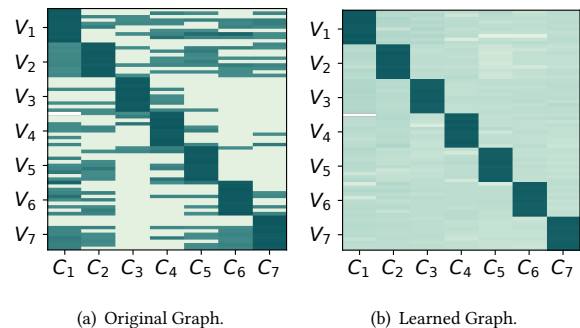 V1
V2
V3
V4
V5
V6
V7
C1 C2 C3 C4 C5 C6 C7
(a) Original Graph.
V1
V2
V3
V4
V5
V6
V7
C1 C2 C3 C4 C5 C6 C7
(b) Learned Graph.